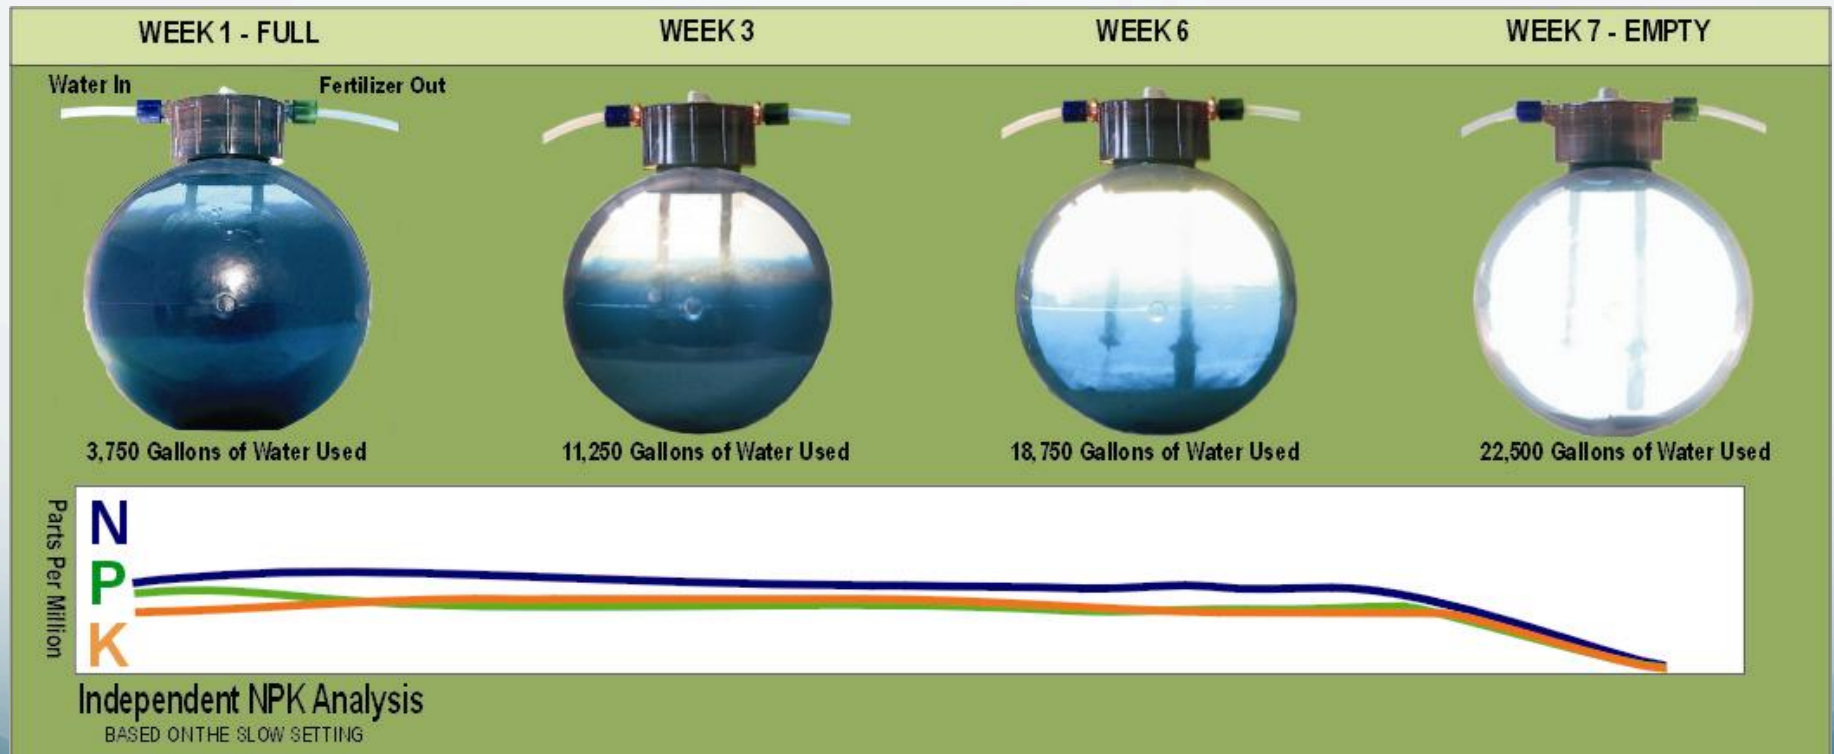 WEEK 1 - FULL
WEEK 3
WEEK 6
WEEK 7 - EMPTY
Water In
Fertilizer Out
3,750 Gallons of Water Used
11,250 Gallons of Water Used
18,750 Gallons of Water Used
22,500 Gallons of Water Used
Parts Per Million
N
P
K
Independent NPK Analysis
BASED ONTHE SLOW SETTING